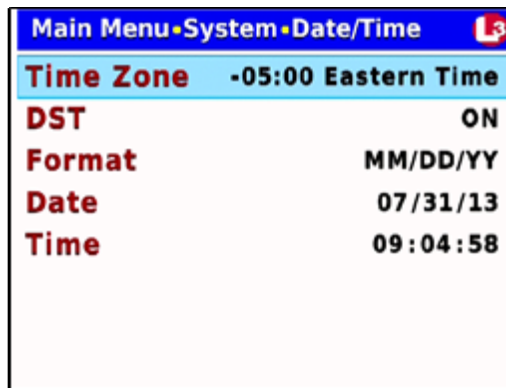 Main Menu•System•Date/Time L3
Time Zone -05:00 Eastern Time
DST ON
Format MM/DD/YY
Date 07/31/13
Time 09:04:58